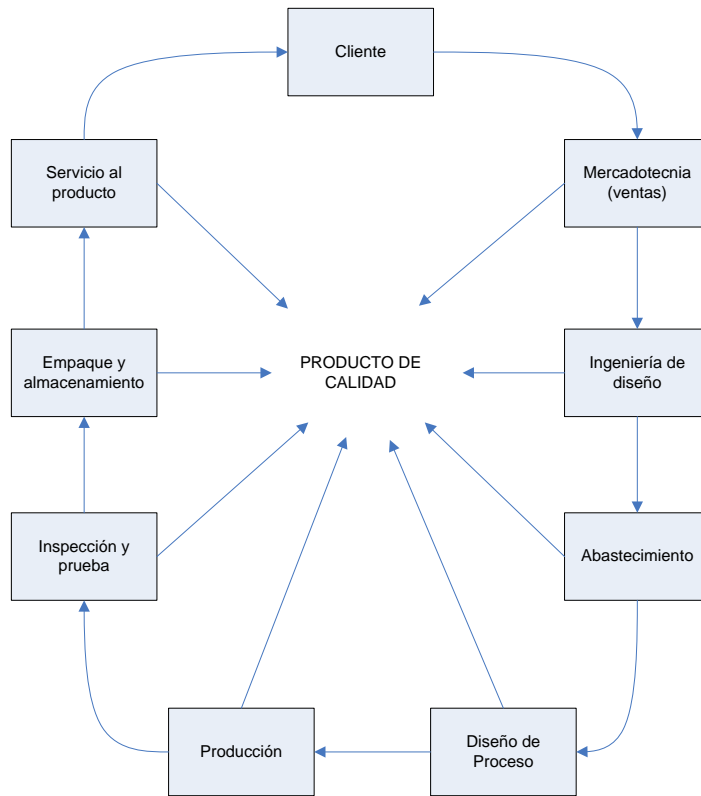 Cliente
Servicio al
producto
Mercadotecnia
(ventas)
Empaque y
almacenamiento
PRODUCTO DE
CALIDAD
Ingeniería de
diseño
Inspección y
prueba
Abastecimiento
Producción
Diseño de
Proceso